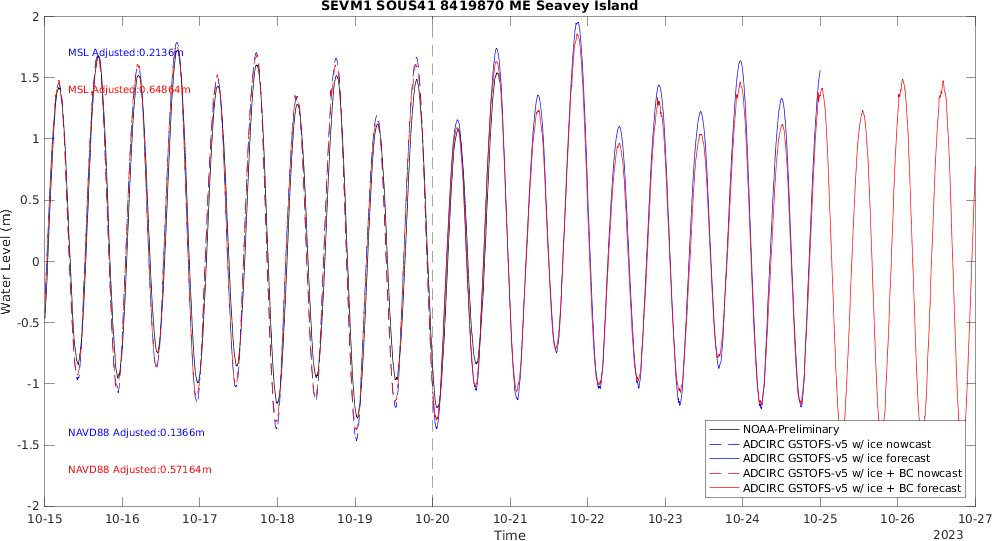 SEVM1 SOUS41 8419870 ME Seavey Island
2
1.5
1
0.5
0
-0.5
-1
-1.5
-2
Water Level (m)
MSL Adjusted:0.2136m
MSL Adjusted:0.64864m
NAVD88 Adjusted:0.1366m
NAVD88 Adjusted:0.57164m
NOAA-Preliminary
ADCIRC GSTOFS-v5 w/ ice nowcast
ADCIRC GSTOFS-v5 w/ ice forecast
ADCIRC GSTOFS-v5 w/ ice + BC nowcast
ADCIRC GSTOFS-v5 w/ ice + BC forecast
10-15 10-16 10-17 10-18 10-19 10-20 10-21 10-22 10-23 10-24 10-25 10-26 10-27
Time
2023